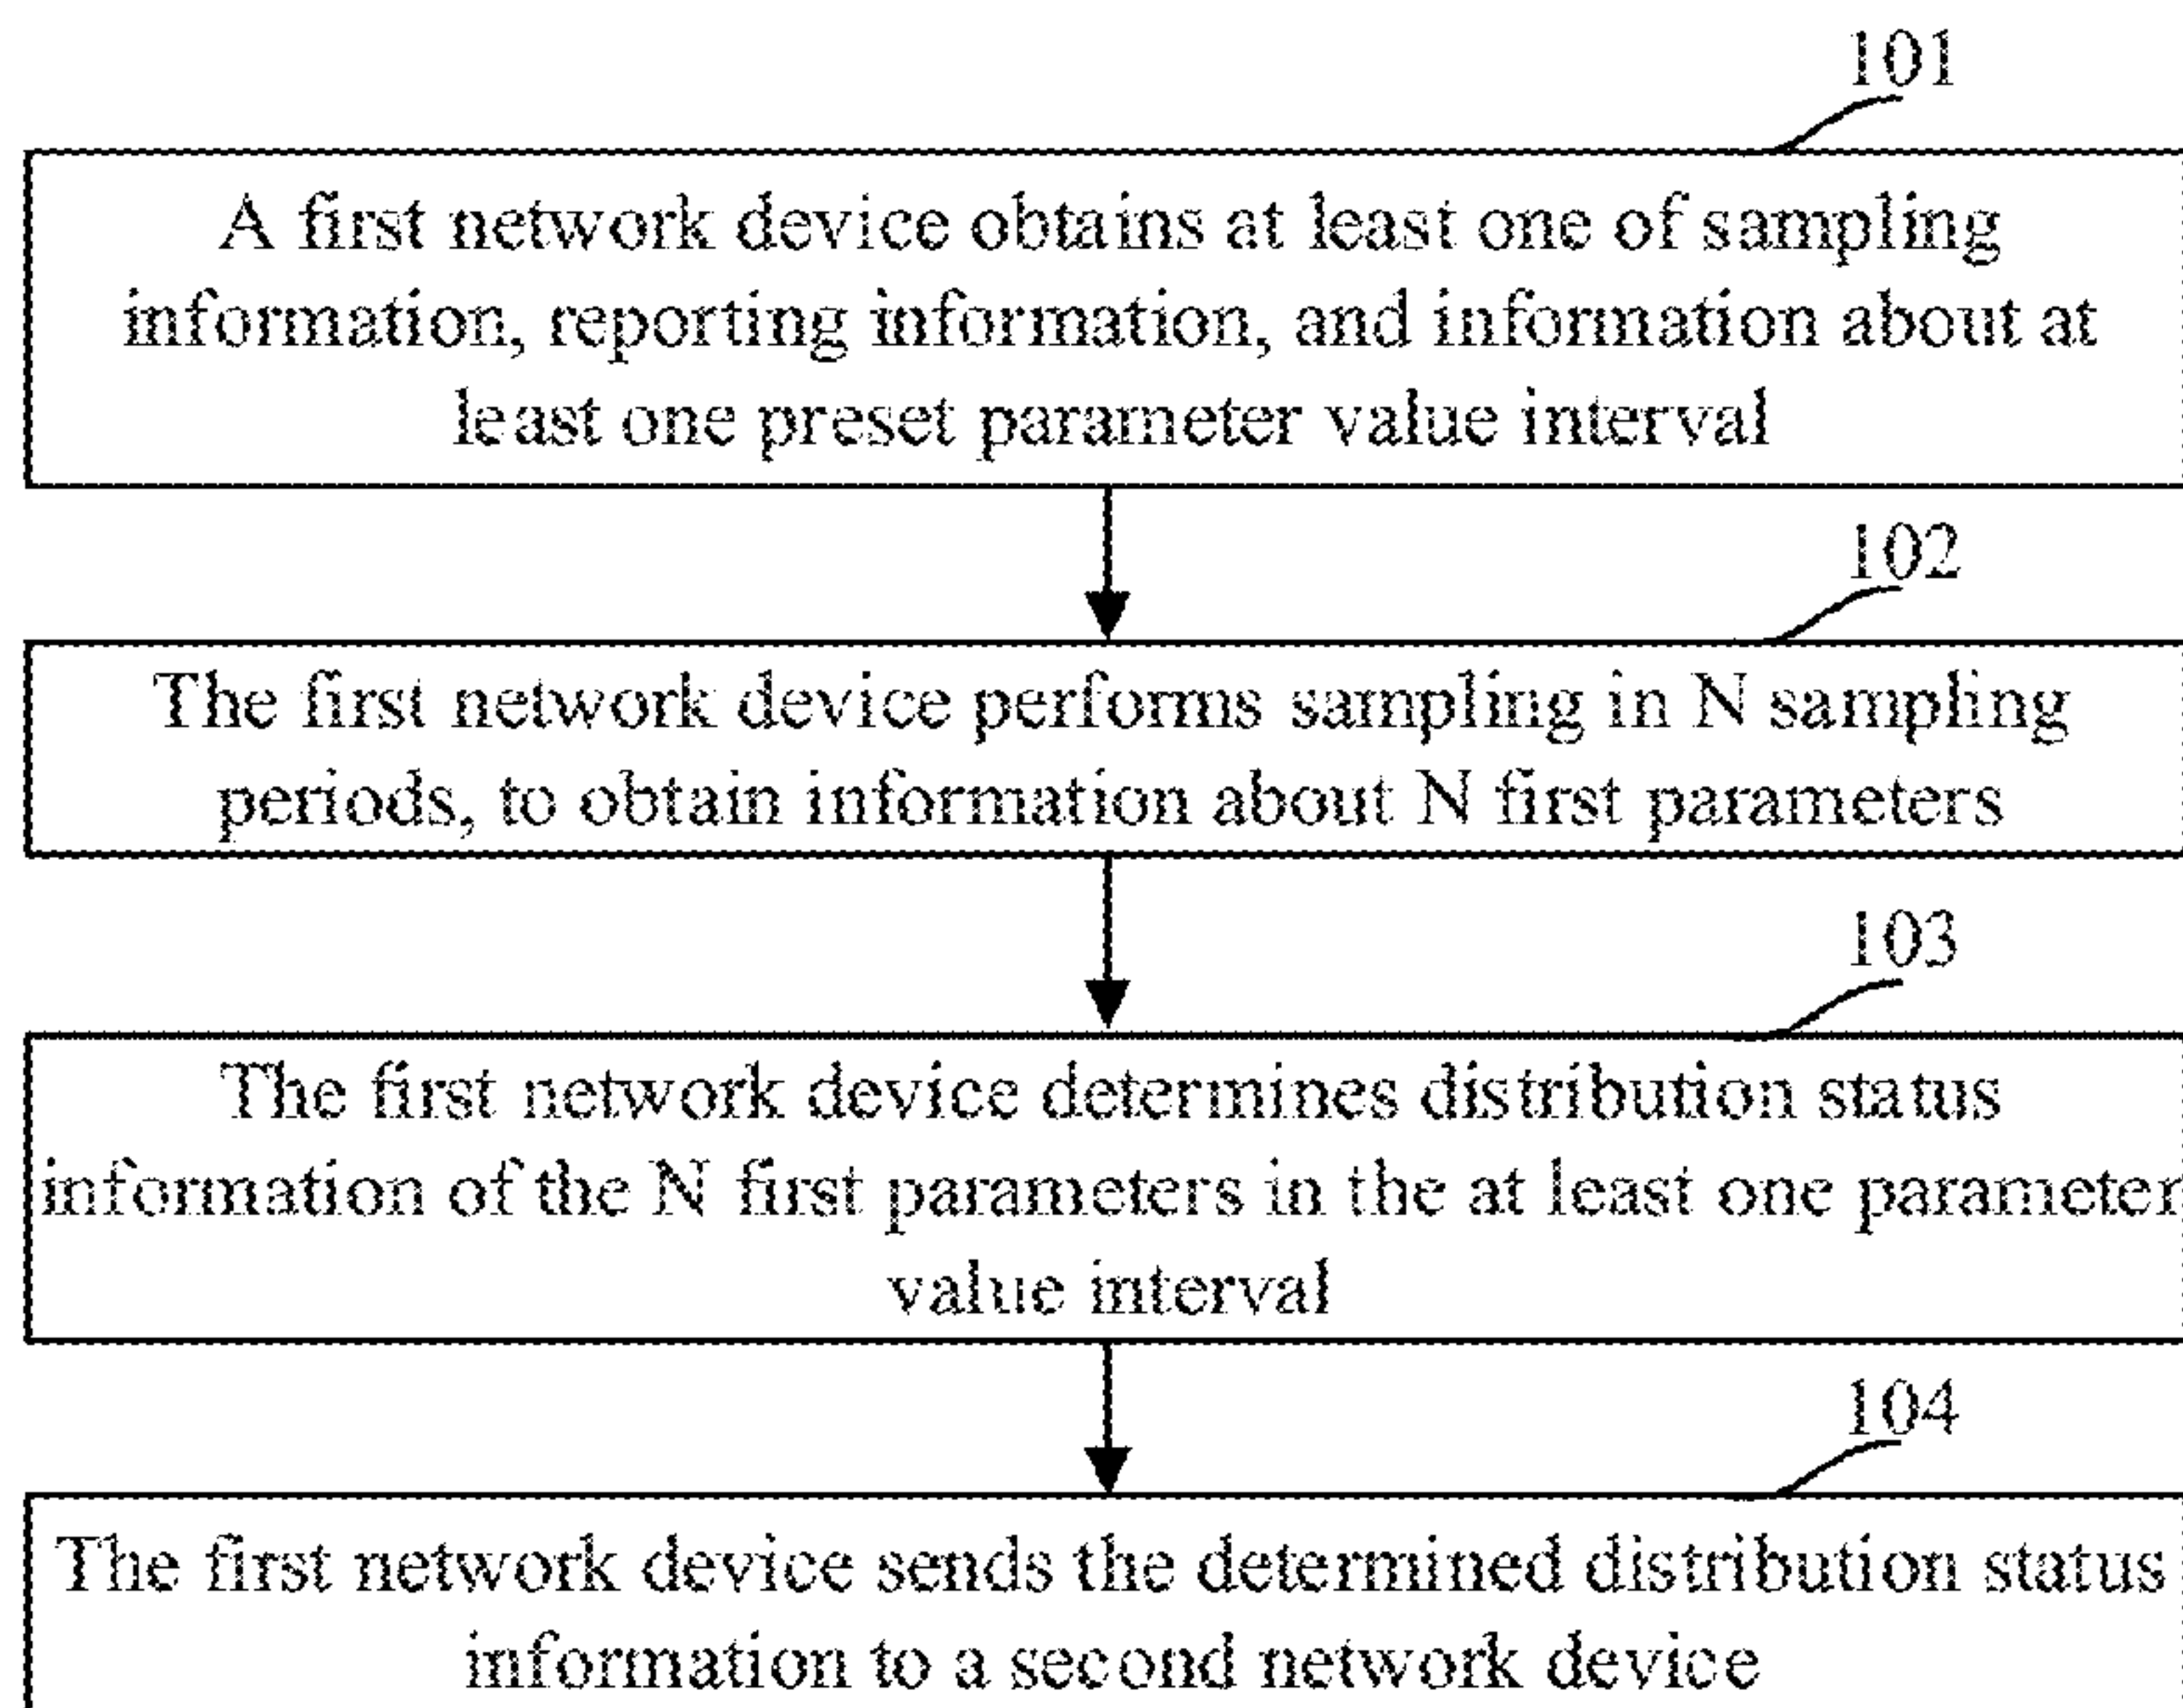 101
A first network device obtains at least one of sampling
information, reporting information, and information about at
least one preset parameter value interval
102
The first network device performs sampling in N sampling
periods, to obtain information about N first parameters
103
The first network device determines distribution status
information of the N first parameters in the at least one parameter
value interval
104
The first network device sends the determined distribution status
information to a second network device